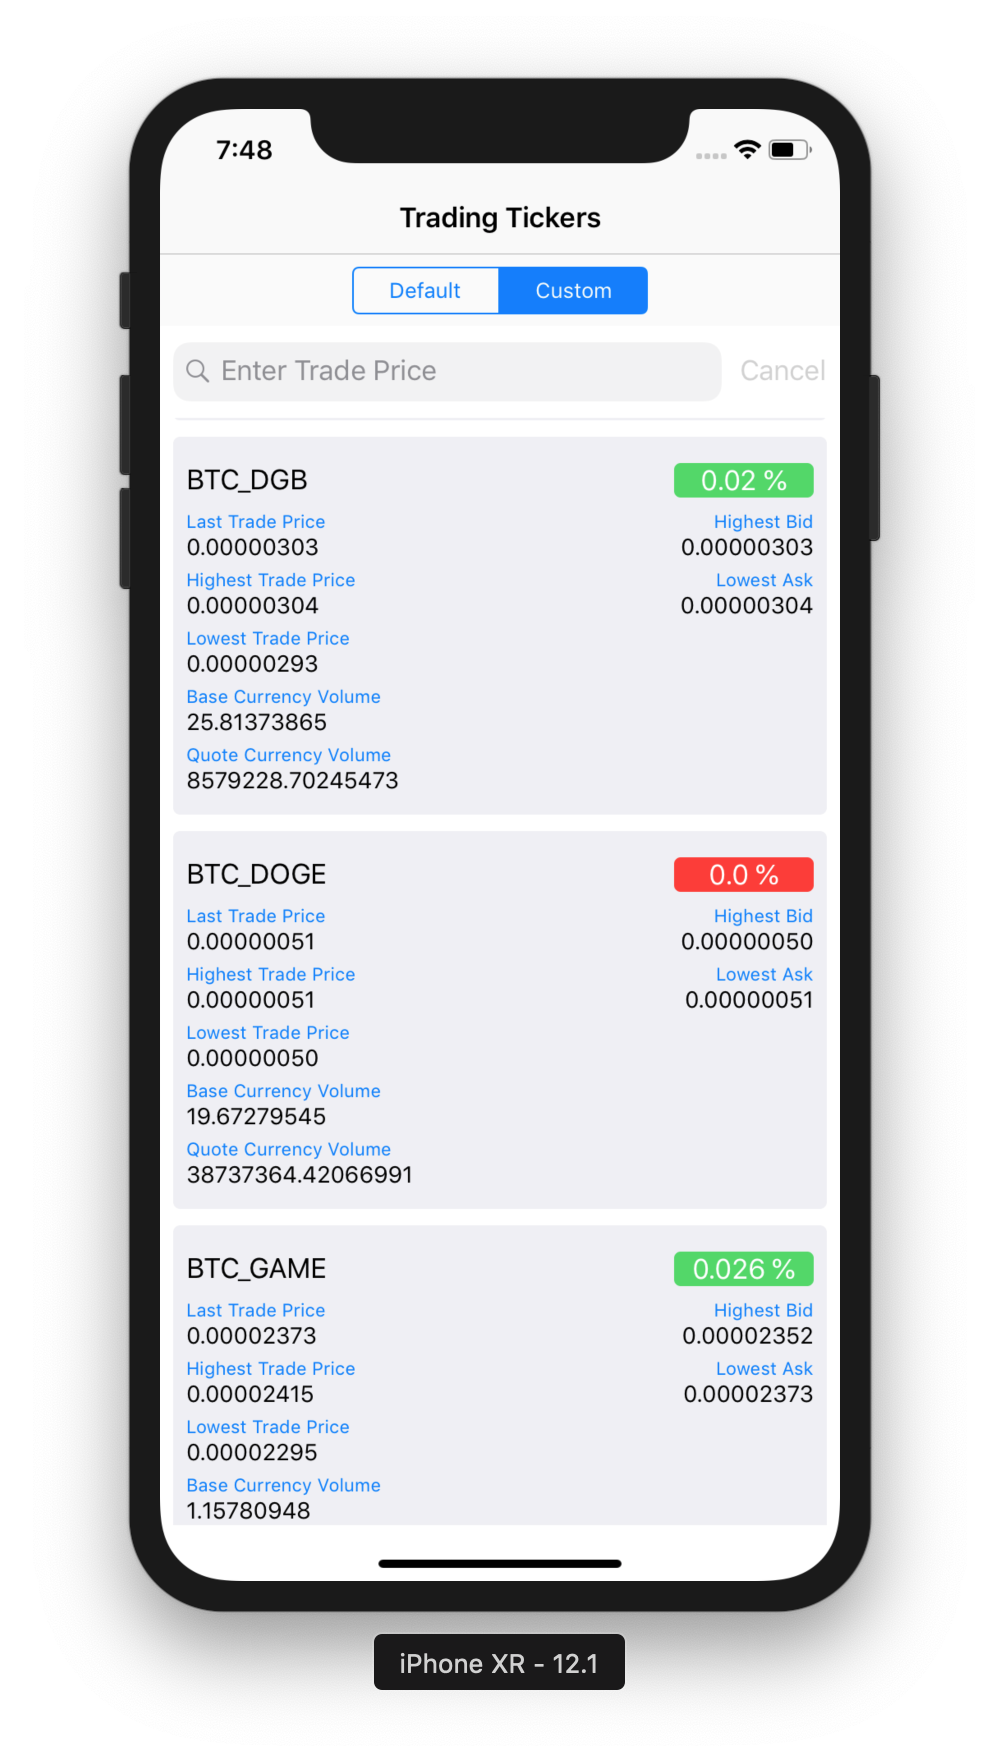 7:48
Trading Tickers
Default Custom
Enter Trade Price Cancel
BTC_DGB 0.02 %
Last Trade Price Highest Bid
0.00000303 0.00000303
Highest Trade Price Lowest Ask
0.00000304 0.00000304
Lowest Trade Price
0.00000293
Base Currency Volume
25.81373865
Quote Currency Volume
8579228.70245473
BTC_DOGE 0.0 %
Last Trade Price Highest Bid
0.00000051 0.00000050
Highest Trade Price Lowest Ask
0.00000051 0.00000051
Lowest Trade Price
0.00000050
Base Currency Volume
19.67279545
Quote Currency Volume
38737364.42066991
BTC_GAME 0.026 %
Last Trade Price Highest Bid
0.00002373 0.00002352
Highest Trade Price Lowest Ask
0.00002415 0.00002373
Lowest Trade Price
0.00002295
Base Currency Volume
1.15780948
iPhone XR - 12.1